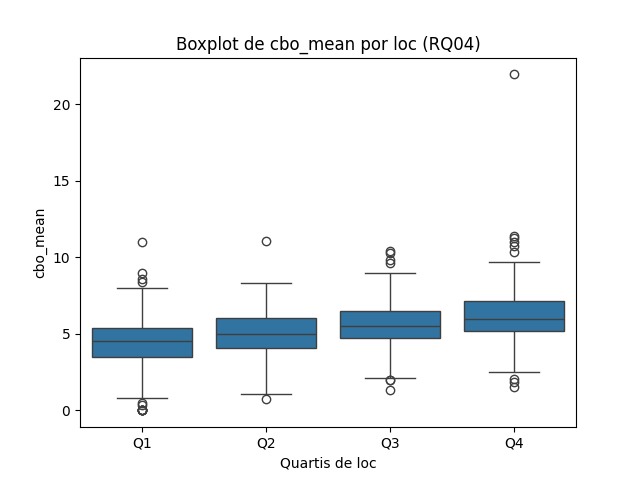 Boxplot de cbo_mean por loc (RQ04)
20
15
10
5
0
cbo_mean
Q1 Q2 Q3 Q4
Quartis de loc